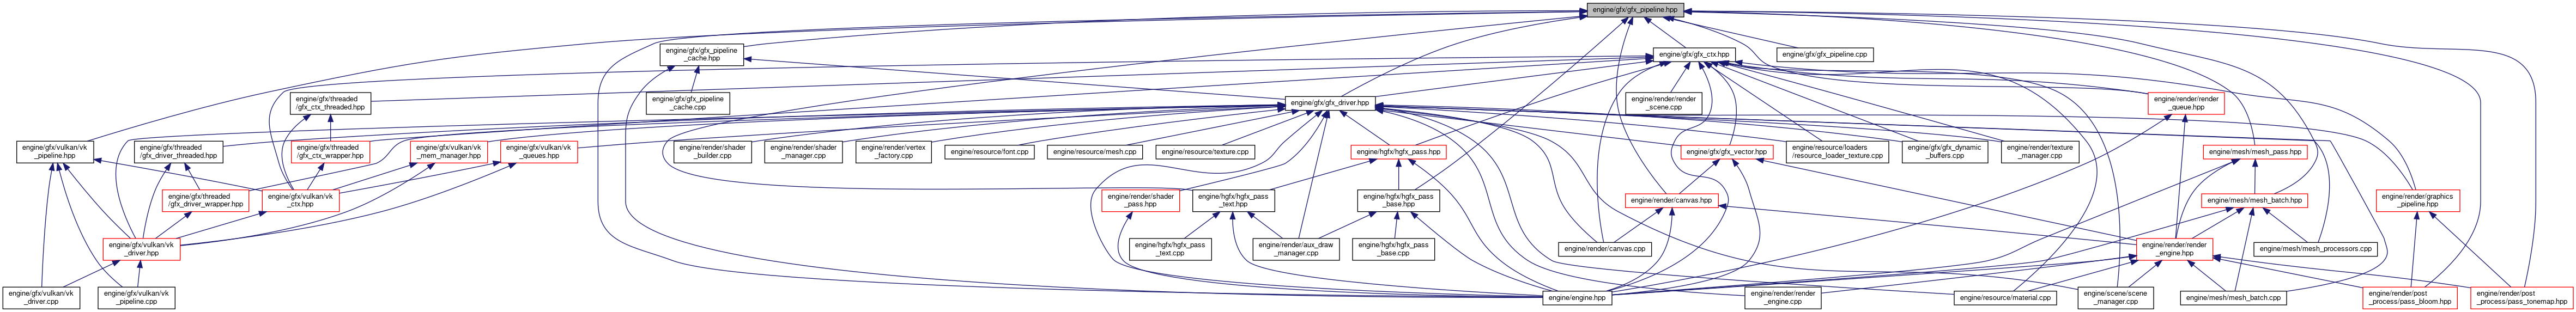 engine/gfx/gfx_pipeline.hpp
engine/gfx/gfx_pipeline
_cache.hpp
engine/gfx/gfx_ctx.hpp
engine/gfx/gfx_pipeline.cpp
engine/gfx/threaded
/gfx_ctx_threaded.hpp
engine/gfx/gfx_pipeline
_cache.cpp
engine/gfx/gfx_driver.hpp
engine/render/render
_scene.cpp
engine/render/render
_queue.hpp
engine/gfx/vulkan/vk
_pipeline.hpp
engine/gfx/threaded
/gfx_driver_threaded.hpp
engine/gfx/threaded
/gfx_ctx_wrapper.hpp
engine/gfx/vulkan/vk
_mem_manager.hpp
engine/gfx/vulkan/vk
_queues.hpp
engine/render/shader
_builder.cpp
engine/render/shader
_manager.cpp
engine/render/vertex
_factory.cpp
engine/resource/font.cpp
engine/resource/mesh.cpp
engine/resource/texture.cpp
engine/hgfx/hgfx_pass.hpp
engine/gfx/gfx_vector.hpp
engine/resource/loaders
/resource_loader_texture.cpp
engine/gfx/gfx_dynamic
_buffers.cpp
engine/render/texture
_manager.cpp
engine/mesh/mesh_pass.hpp
engine/gfx/threaded
/gfx_driver_wrapper.hpp
engine/gfx/vulkan/vk
_ctx.hpp
engine/render/shader
_pass.hpp
engine/hgfx/hgfx_pass
_text.hpp
engine/hgfx/hgfx_pass
_base.hpp
engine/render/canvas.hpp
engine/mesh/mesh_batch.hpp
engine/render/graphics
_pipeline.hpp
engine/gfx/vulkan/vk
_driver.hpp
engine/hgfx/hgfx_pass
_text.cpp
engine/render/aux_draw
_manager.cpp
engine/hgfx/hgfx_pass
_base.cpp
engine/render/canvas.cpp
engine/render/render
_engine.hpp
engine/mesh/mesh_processors.cpp
engine/gfx/vulkan/vk
_driver.cpp
engine/gfx/vulkan/vk
_pipeline.cpp
engine/engine.hpp
engine/render/render
_engine.cpp
engine/resource/material.cpp
engine/scene/scene
_manager.cpp
engine/mesh/mesh_batch.cpp
engine/render/post
_process/pass_bloom.hpp
engine/render/post
_process/pass_tonemap.hpp